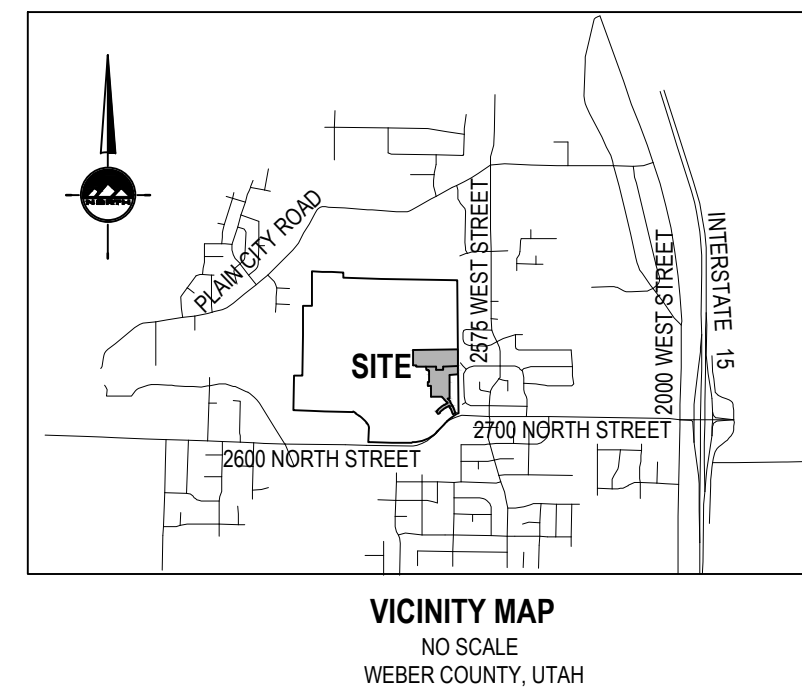 NORTH
PLAIN CITY ROAD
2575 WEST STREET
2000 WEST STREET
INTERSTATE 15
SITE
2700 NORTH STREET
2600 NORTH STREET
VICINITY MAP
NO SCALE
WEBER COUNTY, UTAH